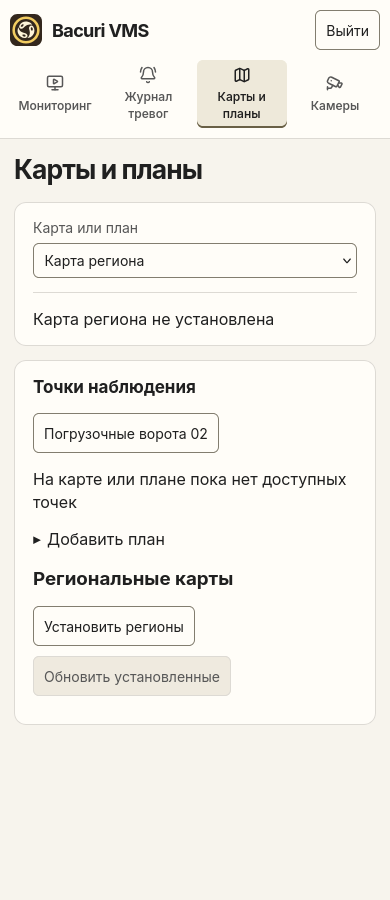 Bacuri VMS
Выйти
Мониторинг
Журнал
тревог
Карты и
планы
Камеры
Карты и планы
Карта или план
Карта региона
Карта региона не установлена
Точки наблюдения
Погрузочные ворота 02
На карте или плане пока нет доступных
точек
Добавить план
Региональные карты
Установить регионы
Обновить установленные